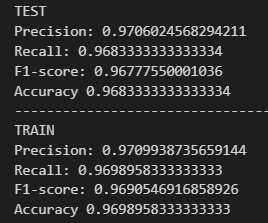 TEST
Precision: 0.9706024568294211
Recall: 0.9683333333333334
F1-score: 0.96777550001036
Accuracy 0.9683333333333334
--------------------------------
TRAIN
Precision: 0.9709938735659144
Recall: 0.9698958333333333
F1-score: 0.9690546916858926
Accuracy 0.9698958333333333